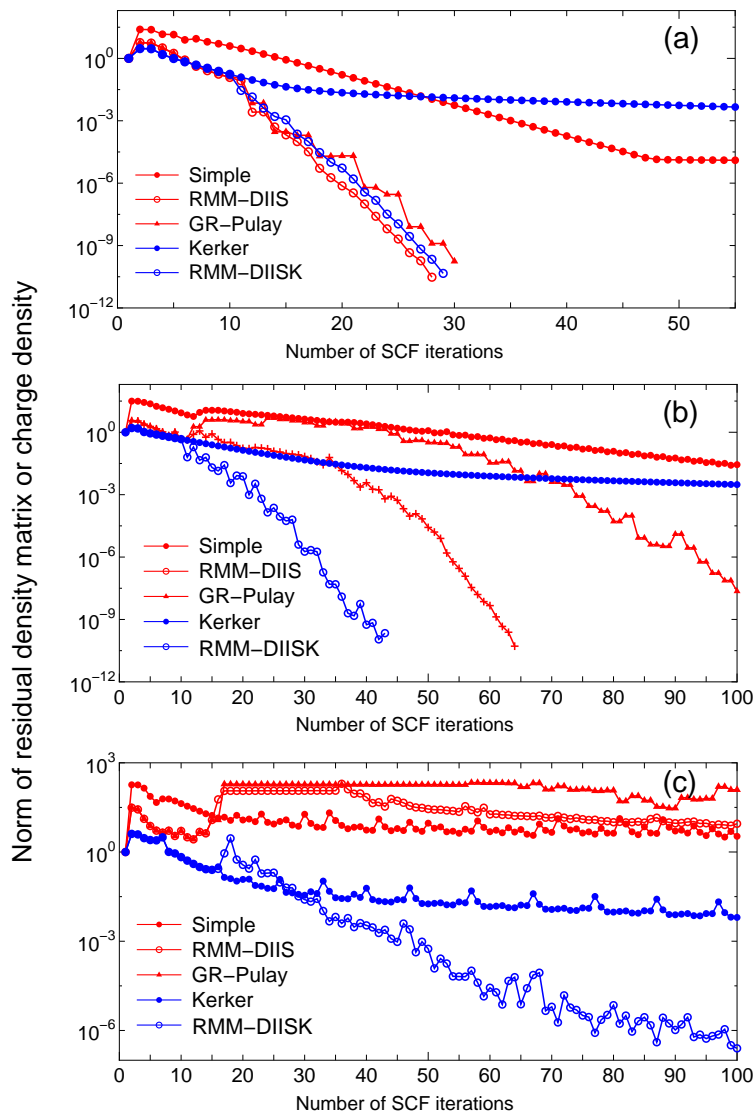 Norm of residual density matrix or charge density
(a)
10^0
10^−3
10^−6
10^−9
10^−12
Simple
RMM−DIIS
GR−Pulay
Kerker
RMM−DIISK
0 10 20 30 40 50
Number of SCF iterations
(b)
10^0
10^−3
10^−6
10^−9
10^−12
Simple
RMM−DIIS
GR−Pulay
Kerker
RMM−DIISK
0 10 20 30 40 50 60 70 80 90 100
Number of SCF iterations
(c)
10^3
10^0
10^−3
10^−6
Simple
RMM−DIIS
GR−Pulay
Kerker
RMM−DIISK
0 10 20 30 40 50 60 70 80 90 100
Number of SCF iterations